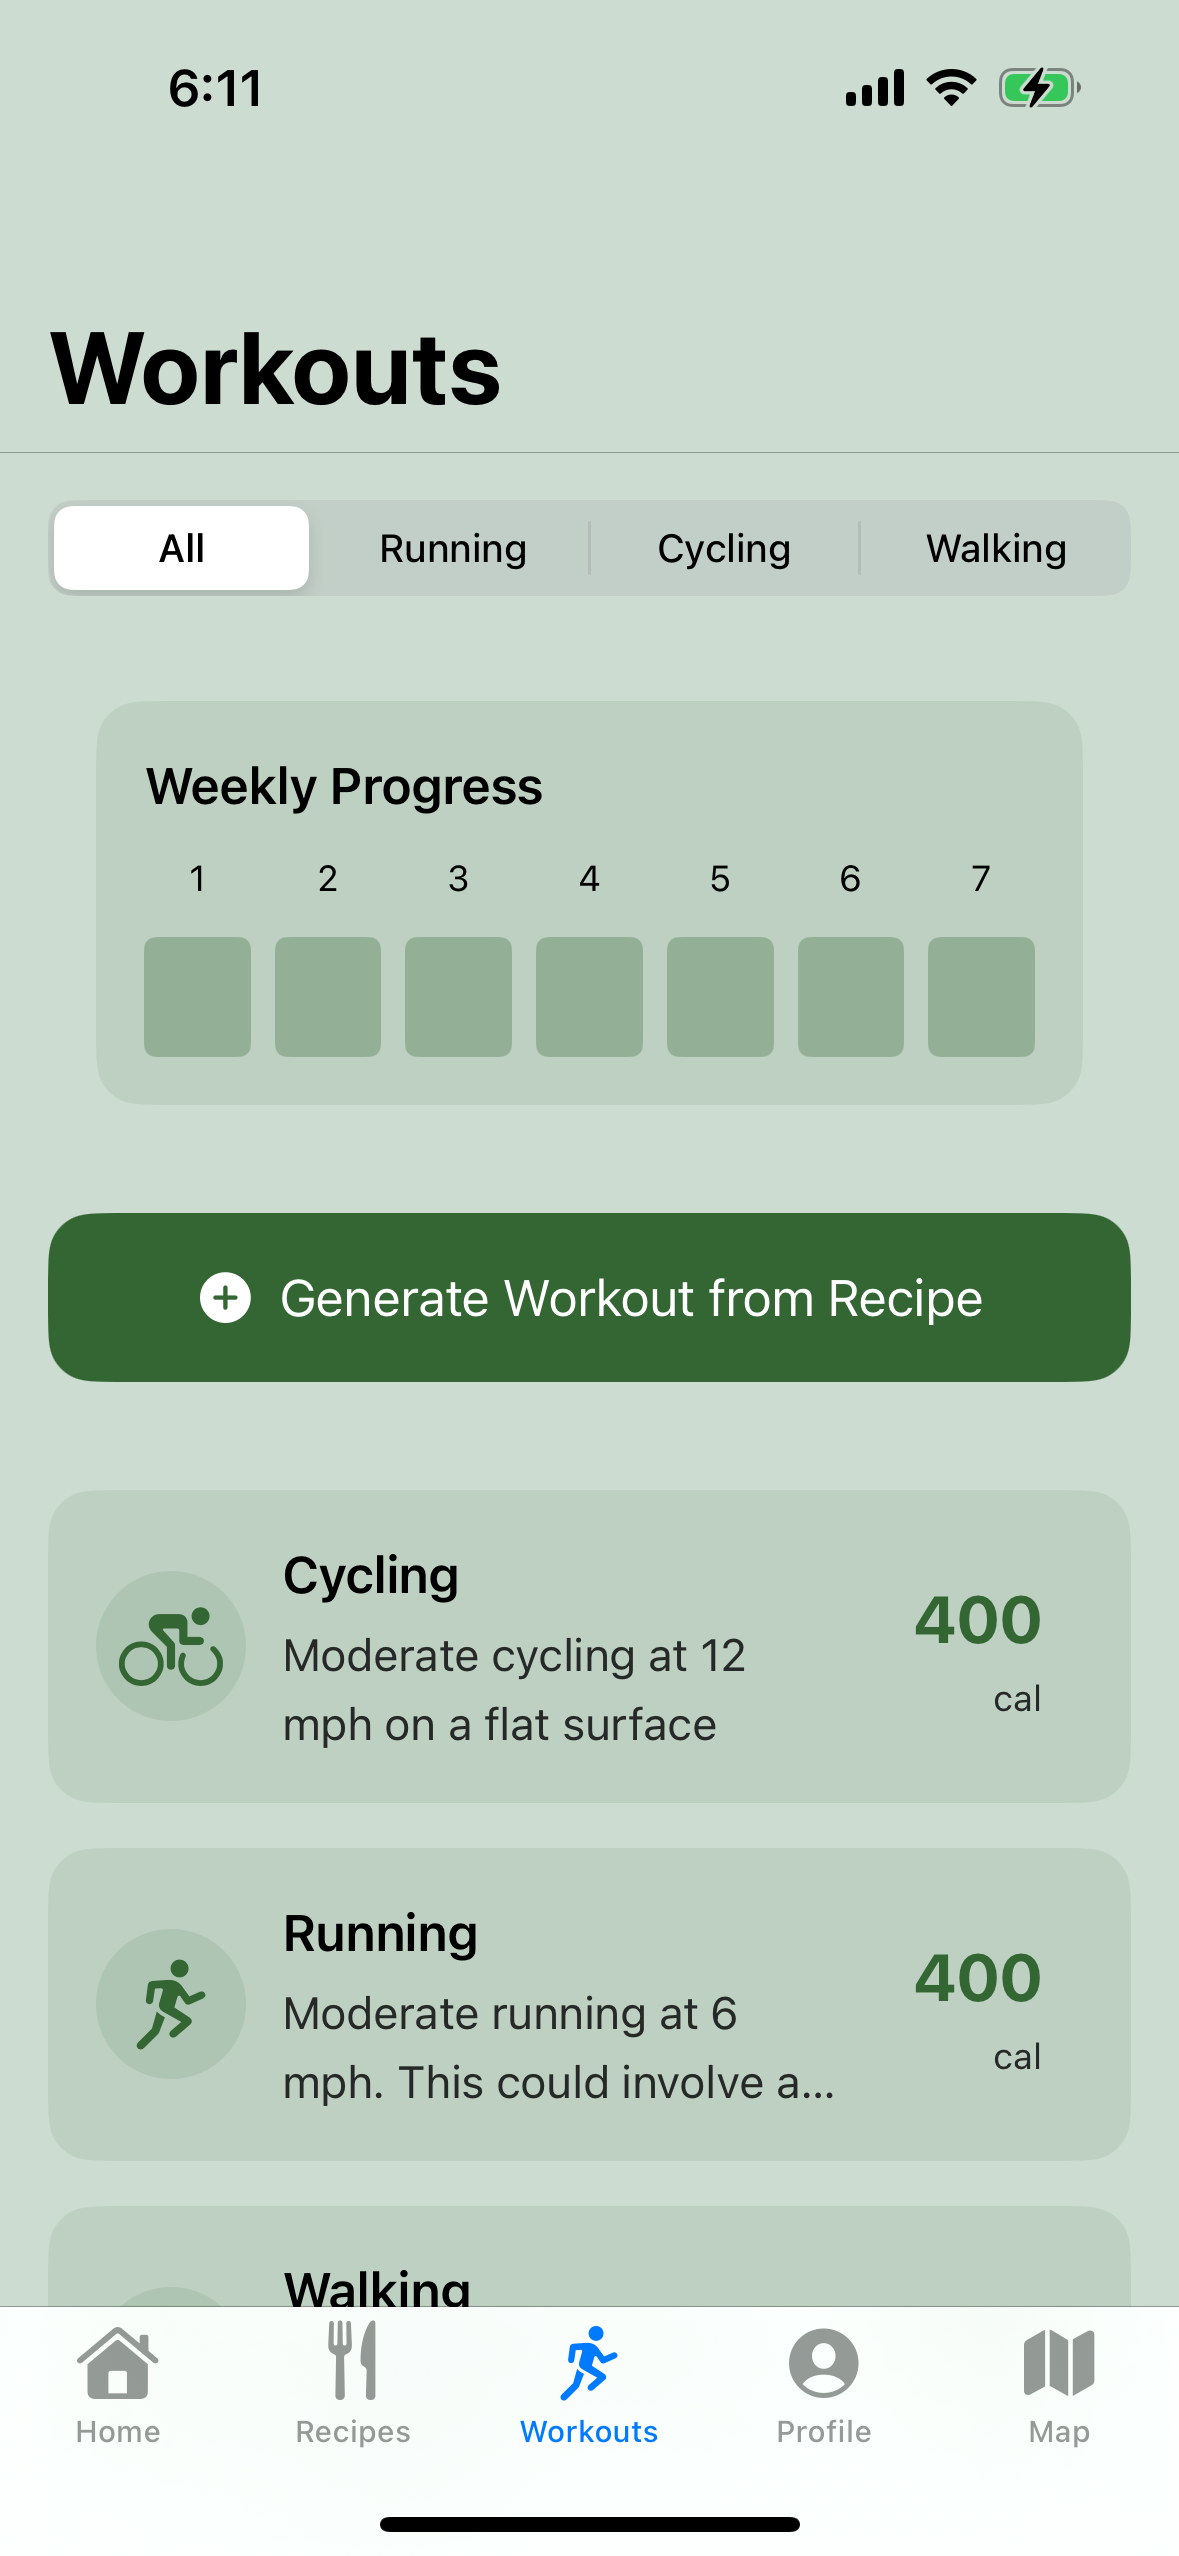 6:11
Workouts
All Running Cycling Walking
Weekly Progress
1 2 3 4 5 6 7
Generate Workout from Recipe
Cycling
Moderate cycling at 12
mph on a flat surface
400
cal
Running
Moderate running at 6
mph. This could involve a...
400
cal
Walking
Home Recipes Workouts Profile Map